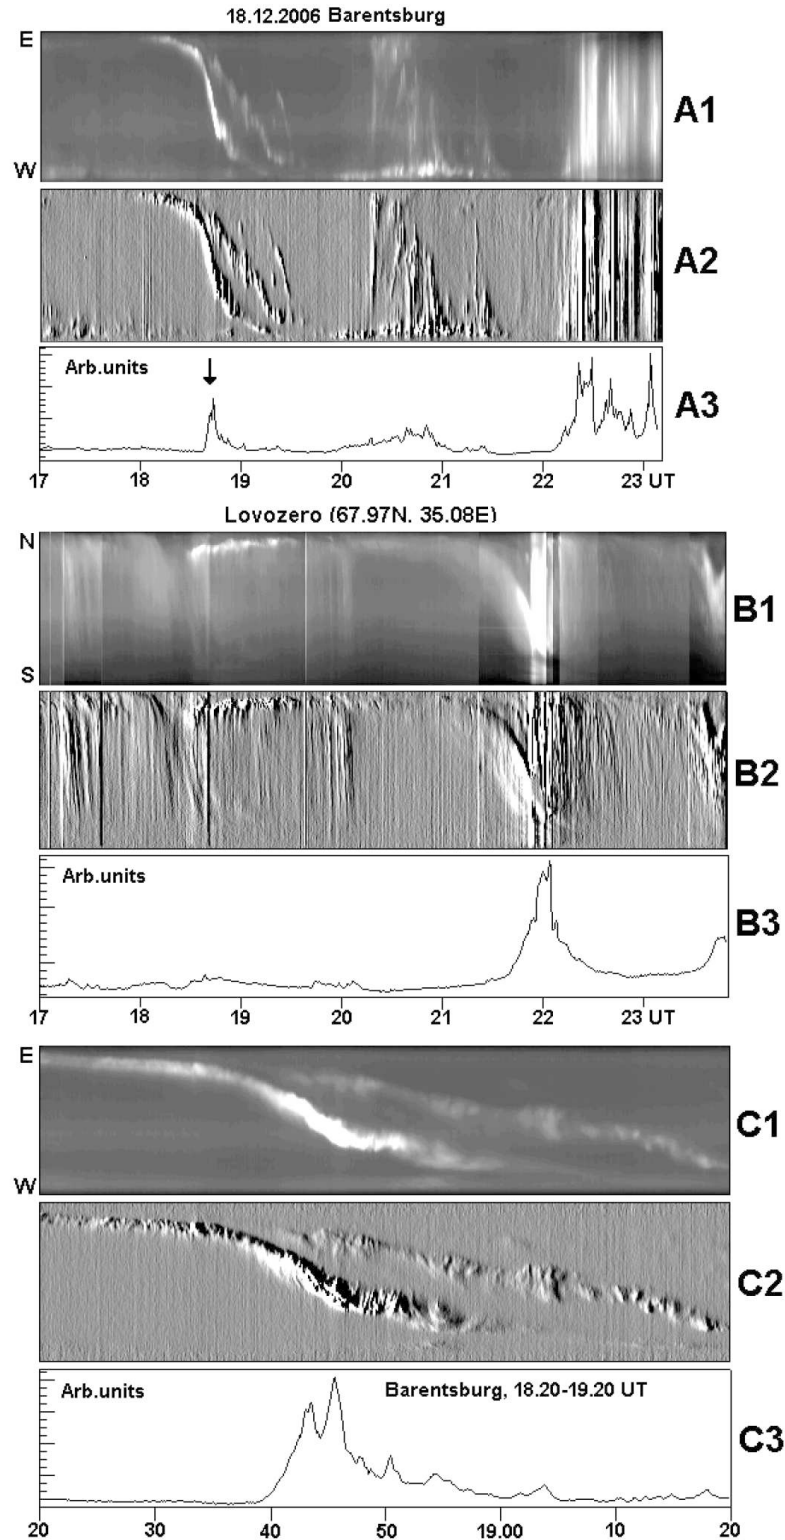 18.12.2006 Barentsburg
E
W
A1
A2
Arb.units
A3
17 18 19 20 21 22 23 UT
Lovozero (67.97N, 35.08E)
N
S
B1
B2
Arb.units
B3
17 18 19 20 21 22 23 UT
E
W
C1
C2
Arb.units Barentsburg, 18.20-19.20 UT
C3
20 30 40 50 19.00 10 20